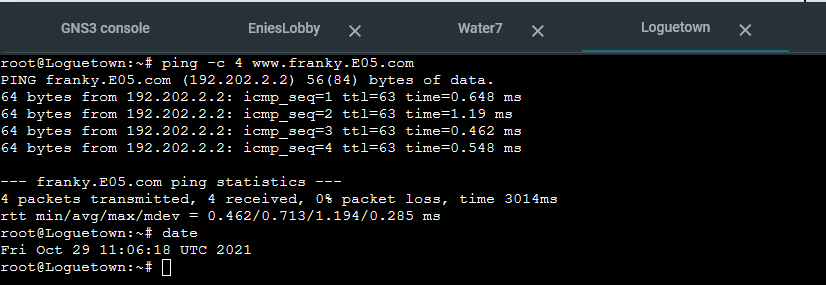 GNS3 console EniesLobby Water7 Loguetown
root@Loguetown:~# ping -c 4 www.franky.E05.com
PING franky.E05.com (192.202.2.2) 56(84) bytes of data.
64 bytes from 192.202.2.2: icmp_seq=1 ttl=63 time=0.648 ms
64 bytes from 192.202.2.2: icmp_seq=2 ttl=63 time=1.19 ms
64 bytes from 192.202.2.2: icmp_seq=3 ttl=63 time=0.462 ms
64 bytes from 192.202.2.2: icmp_seq=4 ttl=63 time=0.548 ms
--- franky.E05.com ping statistics ---
4 packets transmitted, 4 received, 0% packet loss, time 3014ms
rtt min/avg/max/mdev = 0.462/0.713/1.194/0.285 ms
root@Loguetown:~# date
Fri Oct 29 11:06:18 UTC 2021
root@Loguetown:~#